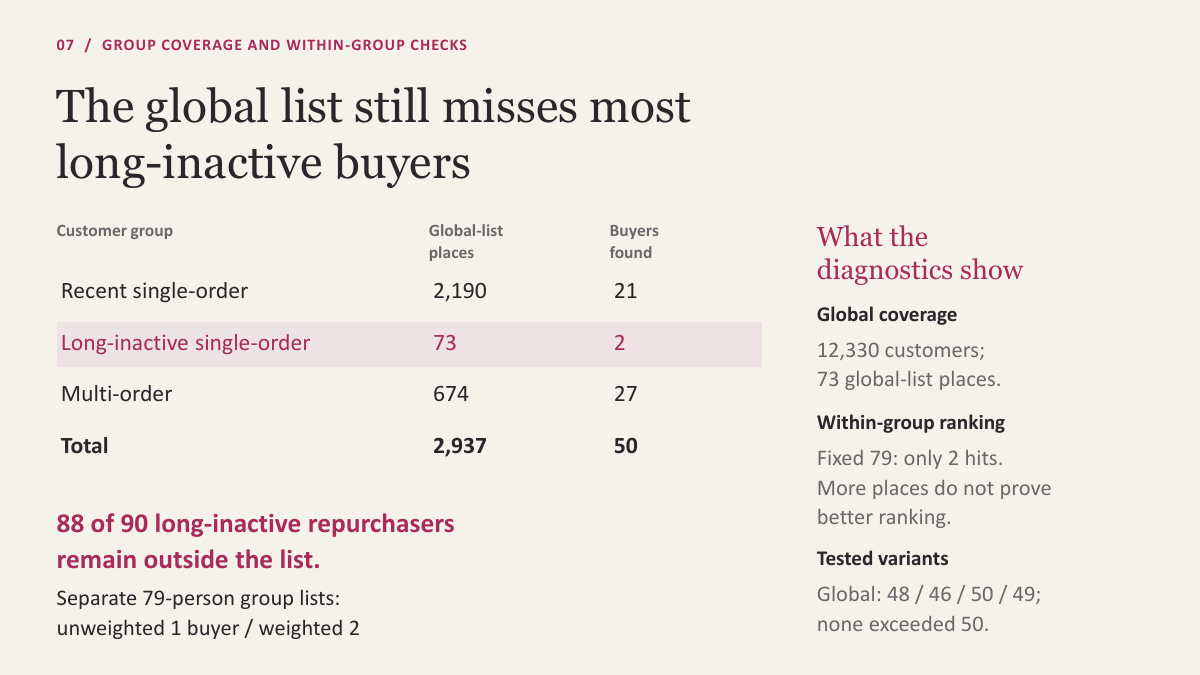 07 / GROUP COVERAGE AND WITHIN-GROUP CHECKS
The global list still misses most
long-inactive buyers
Customer group Global-list places Buyers found
Recent single-order 2,190 21
Long-inactive single-order 73 2
Multi-order 674 27
Total 2,937 50
88 of 90 long-inactive repurchasers
remain outside the list.
Separate 79-person group lists:
unweighted 1 buyer / weighted 2
What the
diagnostics show
Global coverage
12,330 customers;
73 global-list places.
Within-group ranking
Fixed 79: only 2 hits.
More places do not prove
better ranking.
Tested variants
Global: 48 / 46 / 50 / 49;
none exceeded 50.